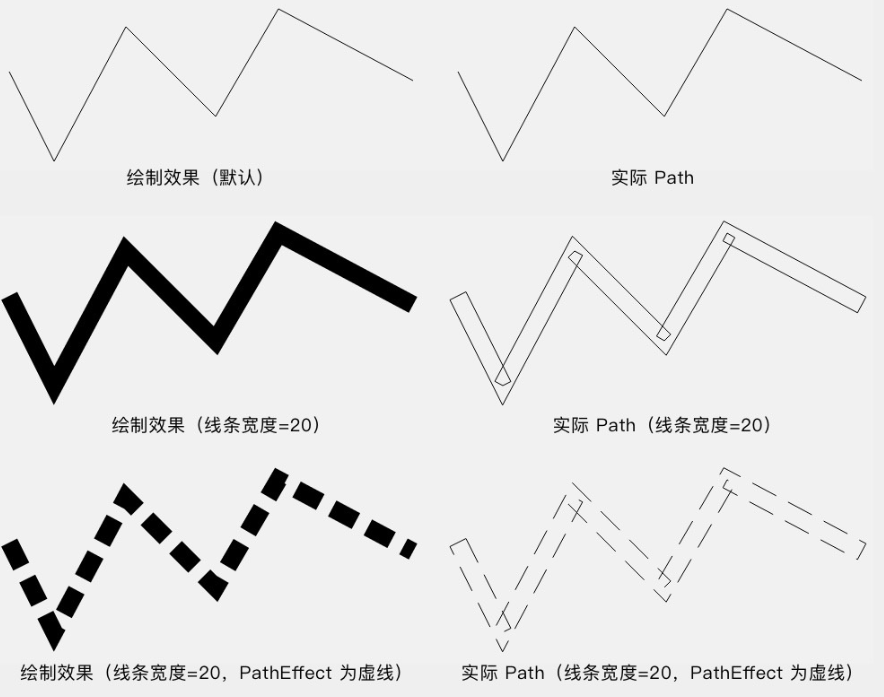 绘制效果（默认）
实际 Path
绘制效果（线条宽度=20）
实际 Path（线条宽度=20）
绘制效果（线条宽度=20，PathEffect 为虚线）
实际 Path（线条宽度=20，PathEffect 为虚线）